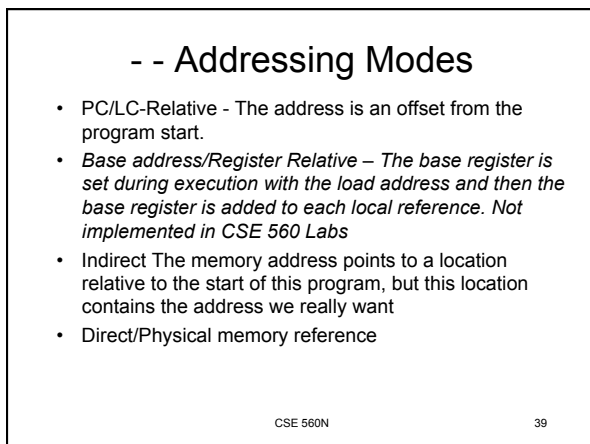 - - Addressing Modes
• PC/LC-Relative - The address is an offset from the
program start.
• Base address/Register Relative – The base register is
set during execution with the load address and then the
base register is added to each local reference. Not
implemented in CSE 560 Labs
• Indirect The memory address points to a location
relative to the start of this program, but this location
contains the address we really want
• Direct/Physical memory reference
CSE 560N
39